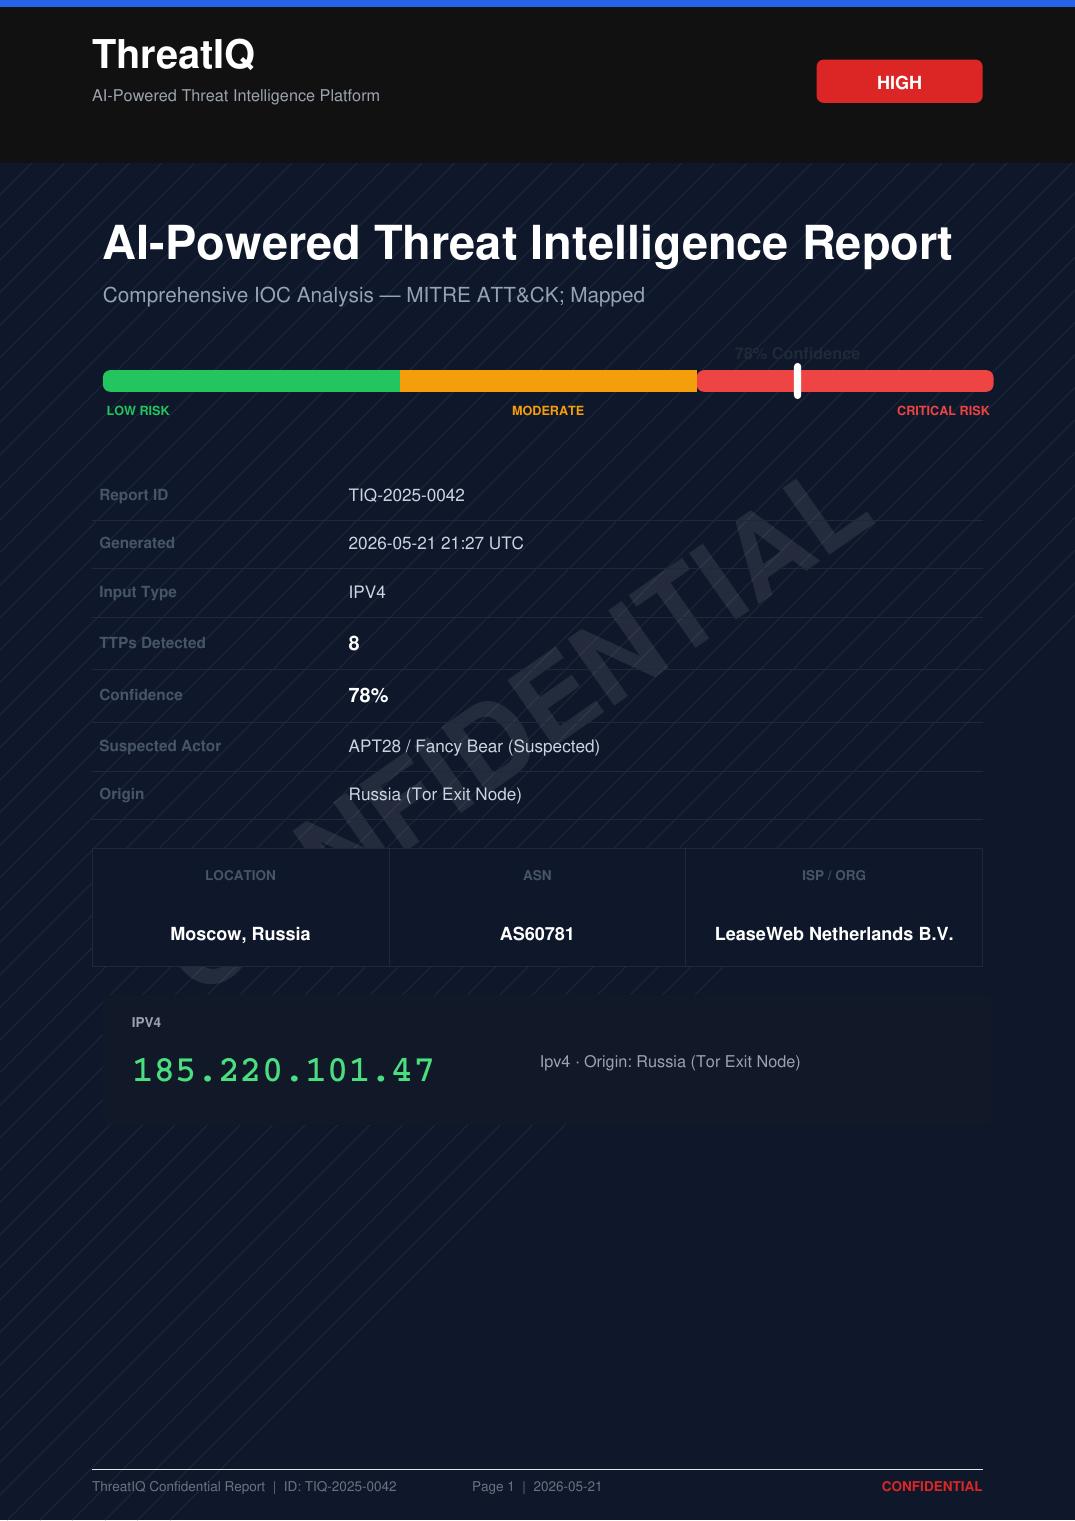 ThreatIQ
AI-Powered Threat Intelligence Platform
HIGH
AI-Powered Threat Intelligence Report
Comprehensive IOC Analysis — MITRE ATT&CK; Mapped
78% Confidence
LOW RISK MODERATE CRITICAL RISK
Report ID TIQ-2025-0042
Generated 2026-05-21 21:27 UTC
Input Type IPV4
TTPs Detected 8
Confidence 78%
Suspected Actor APT28 / Fancy Bear (Suspected)
Origin Russia (Tor Exit Node)
CONFIDENTIAL
LOCATION ASN ISP / ORG
Moscow, Russia AS60781 LeaseWeb Netherlands B.V.
IPV4
185.220.101.47 Ipv4 · Origin: Russia (Tor Exit Node)
ThreatIQ Confidential Report | ID: TIQ-2025-0042 Page 1 | 2026-05-21 CONFIDENTIAL